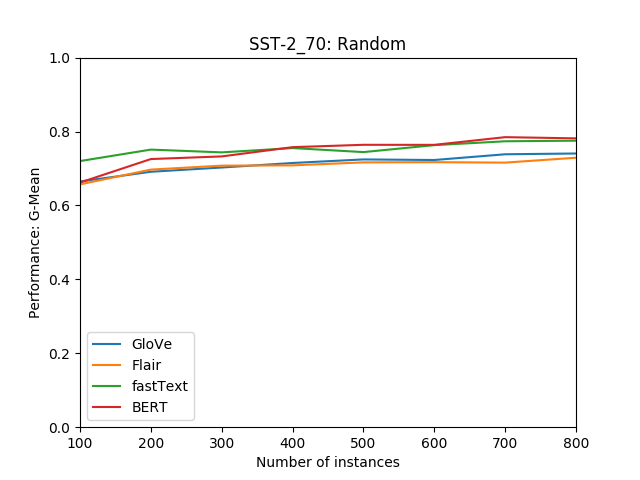 SST-2_70: Random
Performance: G-Mean
1.0
0.8
0.6
0.4
0.2
0.0
GloVe
Flair
fastText
BERT
100 200 300 400 500 600 700 800
Number of instances